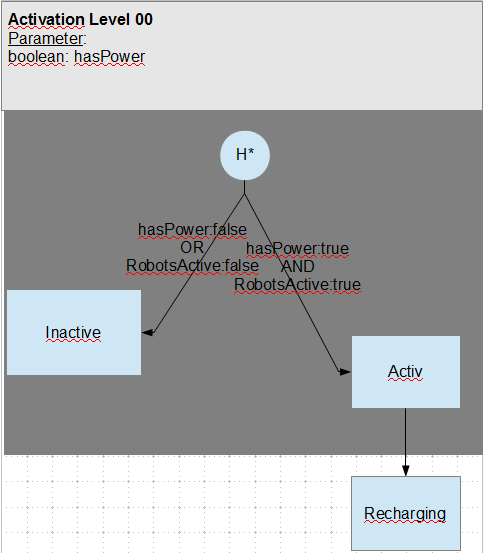 Activation Level 00
Parameter:
boolean: hasPower
H*
hasPower:false
OR
RobotsActive:false
hasPower:true
AND
RobotsActive:true
Inactive
Activ
Recharging